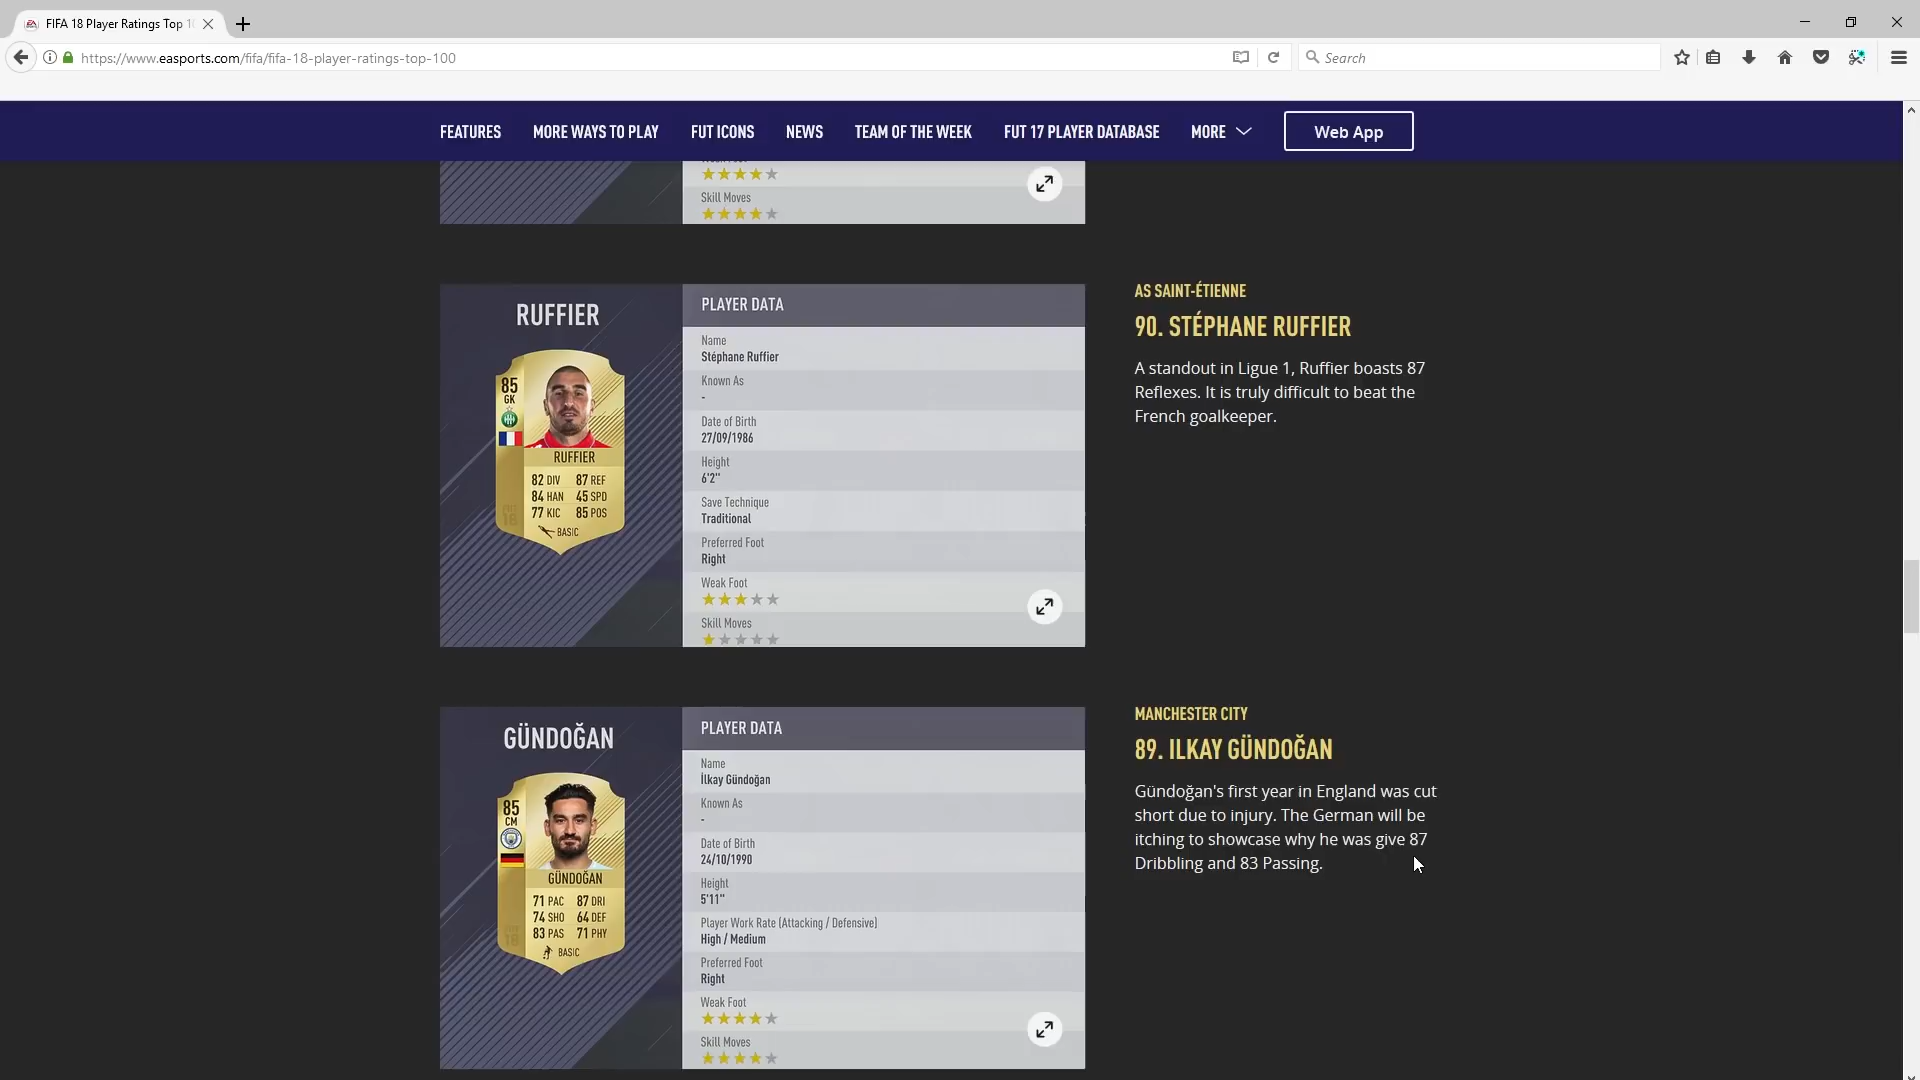 FIFA 18 Player Ratings Top 1
https://www.easports.com/fifa/fifa-18-player-ratings-top-100
Search
FEATURES MORE WAYS TO PLAY FUT ICONS NEWS TEAM OF THE WEEK FUT 17 PLAYER DATABASE MORE Web App
Skill Moves
RUFFIER
85
GK
RUFFIER
82 DIV 87 REF
84 HAN 45 SPD
77 KIC 85 POS
BASIC
PLAYER DATA
Name
Stéphane Ruffier
Known As
-
Date of Birth
27/09/1986
Height
6'2"
Save Technique
Traditional
Preferred Foot
Right
Weak Foot
Skill Moves
AS SAINT-ÉTIENNE
90. STÉPHANE RUFFIER
A standout in Ligue 1, Ruffier boasts 87
Reflexes. It is truly difficult to beat the
French goalkeeper.
GÜNDOĞAN
85
CM
GÜNDOĞAN
71 PAC 87 DRI
74 SHO 64 DEF
83 PAS 71 PHY
BASIC
PLAYER DATA
Name
İlkay Gündoğan
Known As
-
Date of Birth
24/10/1990
Height
5'11"
Player Work Rate (Attacking / Defensive)
High / Medium
Preferred Foot
Right
Weak Foot
Skill Moves
MANCHESTER CITY
89. ILKAY GÜNDOĞAN
Gündoğan's first year in England was cut
short due to injury. The German will be
itching to showcase why he was give 87
Dribbling and 83 Passing.